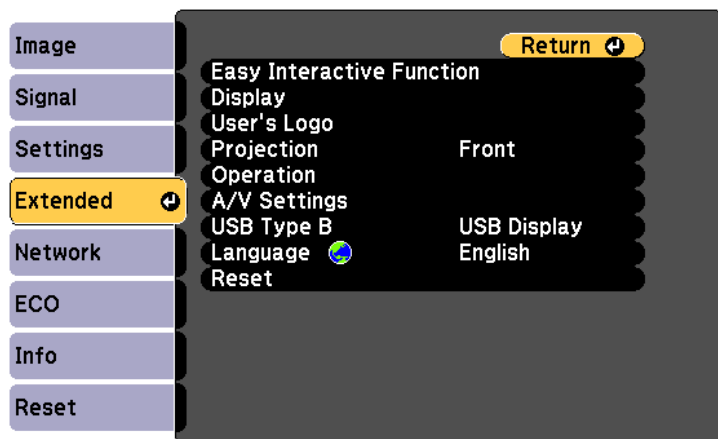 Image
Signal
Settings
Extended
Network
ECO
Info
Reset
Return
Easy Interactive Function
Display
User's Logo
Projection Front
Operation
A/V Settings
USB Type B USB Display
Language English
Reset